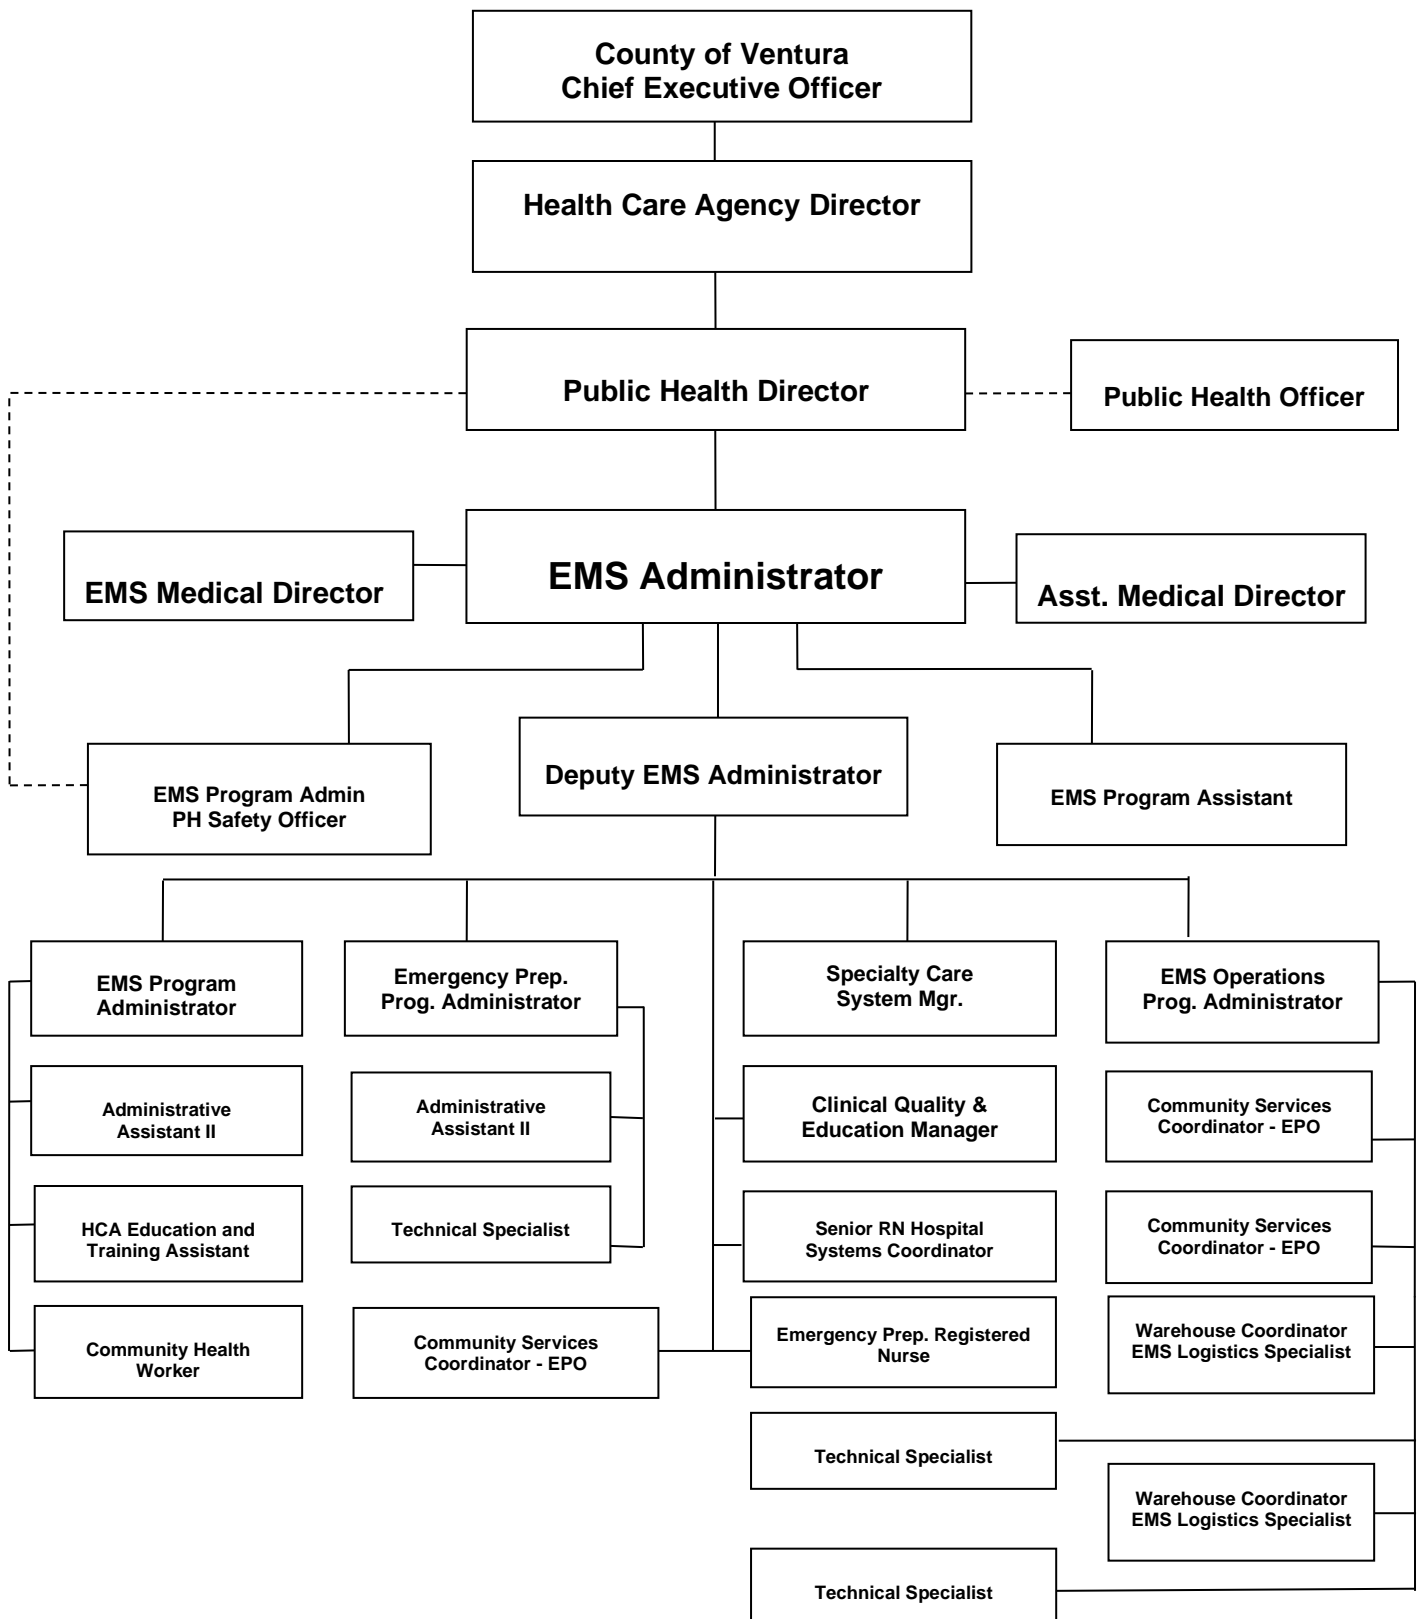 County of Ventura
Chief Executive Officer
Health Care Agency Director
Public Health Director
Public Health Officer
EMS Medical Director
EMS Administrator
Asst. Medical Director
EMS Program Admin
PH Safety Officer
Deputy EMS Administrator
EMS Program Assistant
EMS Program
Administrator
Emergency Prep.
Prog. Administrator
Specialty Care
System Mgr.
EMS Operations
Prog. Administrator
Administrative
Assistant II
Administrative
Assistant II
Clinical Quality &
Education Manager
Community Services
Coordinator - EPO
HCA Education and
Training Assistant
Technical Specialist
Senior RN Hospital
Systems Coordinator
Community Services
Coordinator - EPO
Community Health
Worker
Community Services
Coordinator - EPO
Emergency Prep. Registered
Nurse
Warehouse Coordinator
EMS Logistics Specialist
Technical Specialist
Warehouse Coordinator
EMS Logistics Specialist
Technical Specialist